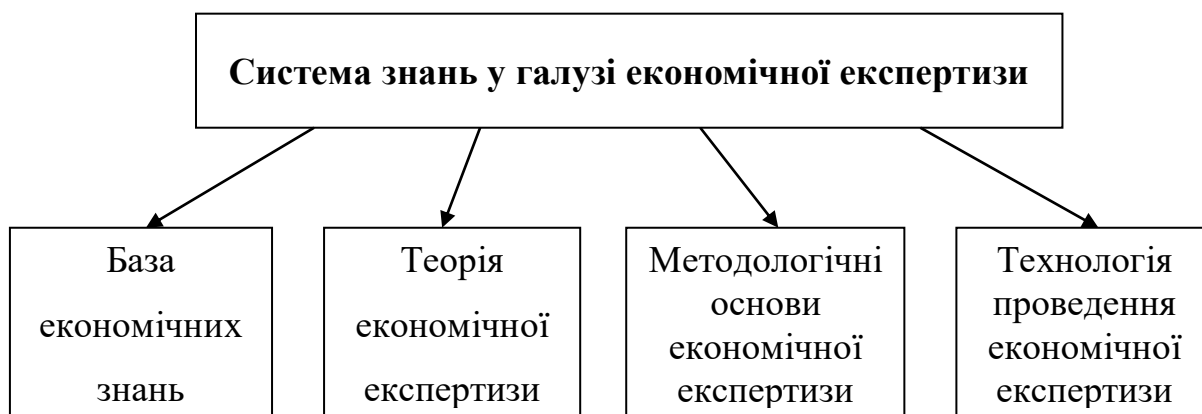 Система знань у галузі економічної експертизи
База
економічних
знань
Теорія
економічної
експертизи
Методологічні
основи
економічної
експертизи
Технологія
проведення
економічної
експертизи